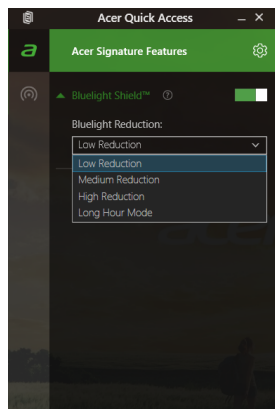 Acer Quick Access
Acer Signature Features
Bluelight Shield™
Bluelight Reduction:
Low Reduction
Low Reduction
Medium Reduction
High Reduction
Long Hour Mode
acer